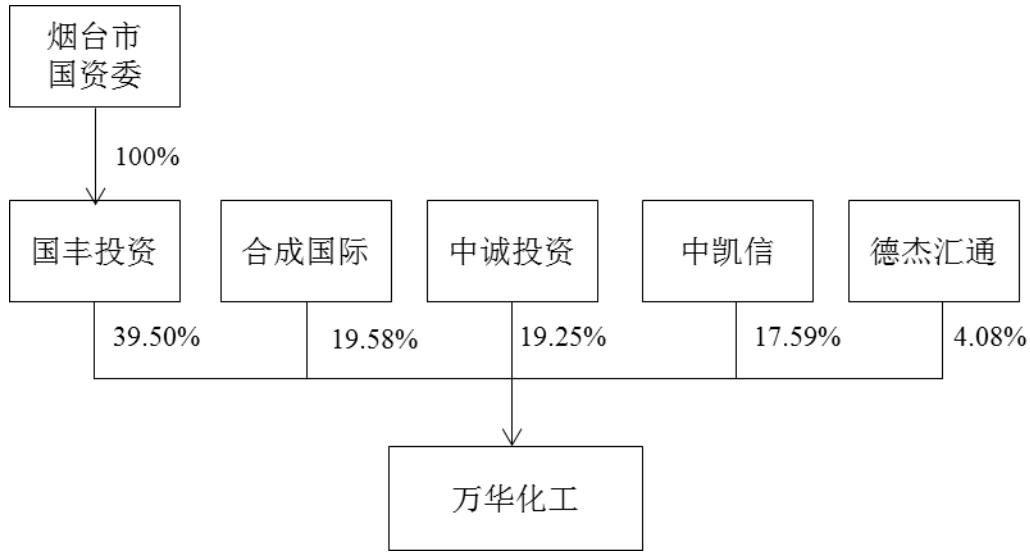 烟台市
国资委
100%
国丰投资
合成国际
中诚投资
中凯信
德杰汇通
39.50%
19.58%
19.25%
17.59%
4.08%
万华化工